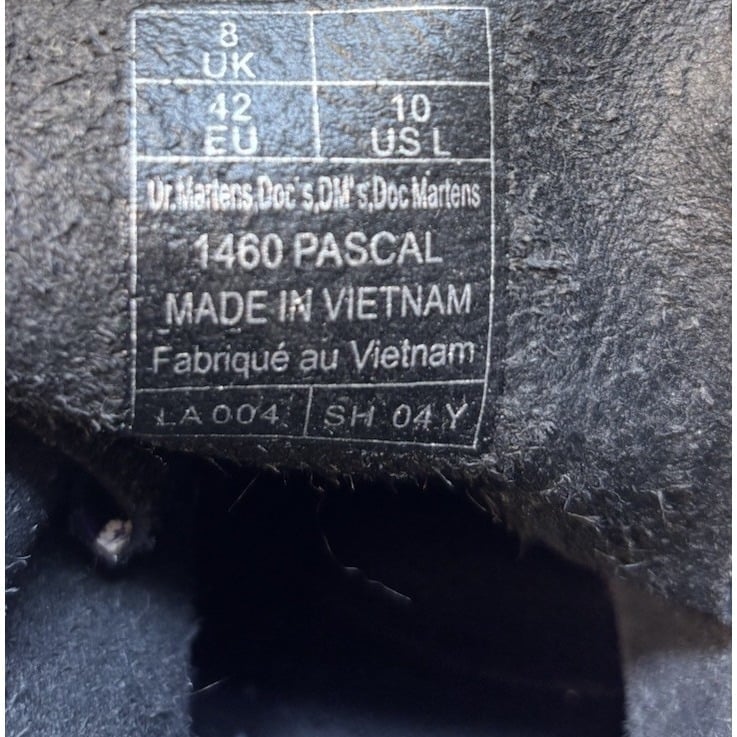 8
UK
42 10
EU US L
Dr.Martens,Doc's,DM's,Doc Martens
1460 PASCAL
MADE IN VIETNAM
Fabriqué au Vietnam
LA 004 SH 04 Y